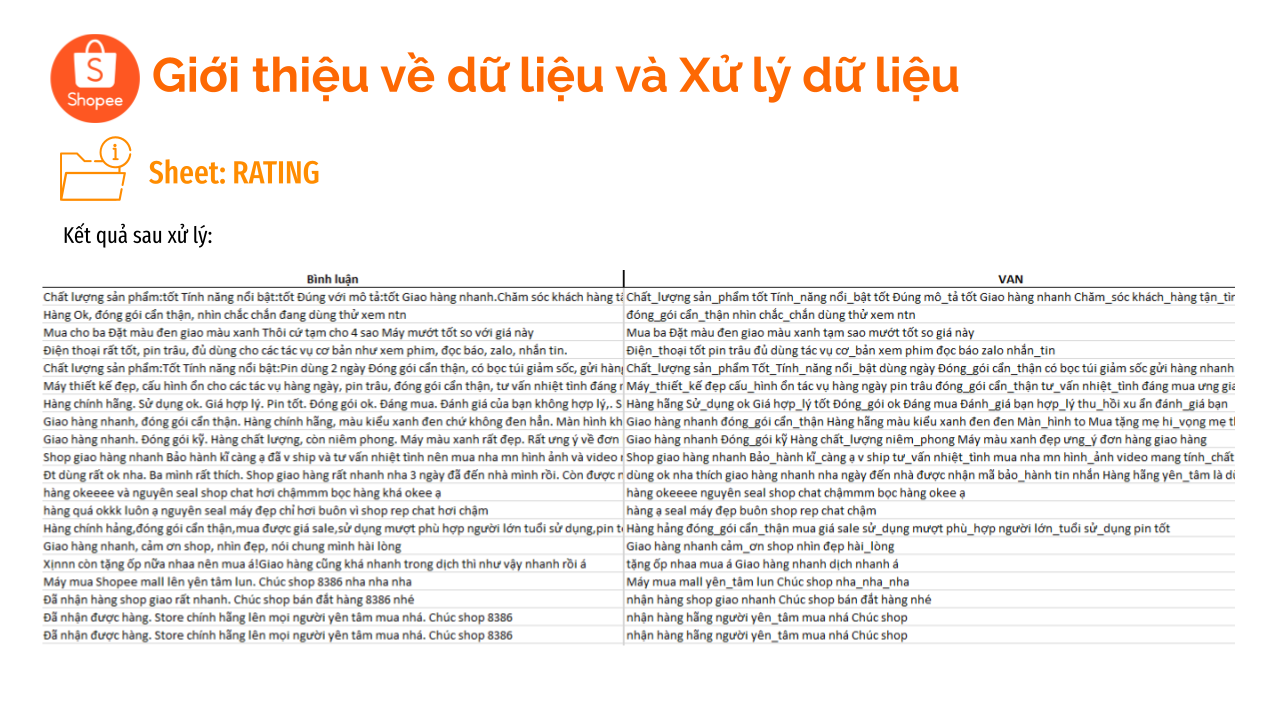 S
Shopee
Giới thiệu về dữ liệu và Xử lý dữ liệu
i
Sheet: RATING
Kết quả sau xử lý:
Bình luận VAN
Chất lượng sản phẩm:tốt Tính năng nổi bật:tốt Đúng với mô tả:tốt Giao hàng nhanh.Chăm sóc khách hàng Chất_lượng sản_phẩm tốt Tính_năng nổi_bật tốt Đúng mô_tả tốt Giao hàng nhanh Chăm_sóc khách_hàng
Hàng Ok, đóng gói cẩn thận, nhìn chắc chắn đang dùng thử xem ntn đóng_gói cẩn_thận nhìn chắc_chắn dùng thử xem ntn
Mua cho ba Đặt màu đen giao màu xanh Thôi cứ tạm cho 4 sao Máy mướt tốt so với giá này Mua ba Đặt màu đen giao màu xanh tạm sao mướt tốt so giá này
Điện thoại rất tốt, pin trâu, đủ dùng cho các tác vụ cơ bản như xem phim, đọc báo, zalo, nhắn tin. Điện_thoại tốt pin trâu đủ dùng tác vụ cơ_bản xem phim đọc báo zalo nhắn_tin
Chất lượng sản phẩm:Tốt Tính năng nổi bật:Pin dùng 2 ngày Đóng gói cẩn thận, có bọc túi giảm sốc, gửi hàng Chất_lượng sản_phẩm Tốt_Tính_năng nổi_bật dùng ngày Đóng_gói cẩn_thận có bọc túi giảm sốc gửi hàng nhanh
Máy thiết kế đẹp, cấu hình ổn cho các tác vụ hàng ngày, pin trâu, đóng gói cẩn thận, tư vấn nhiệt tình đáng Máy_thiết_kế đẹp cấu_hình ổn tác vụ hàng ngày pin trâu đóng_gói cẩn_thận tư_vấn nhiệt_tình đáng mua ưng
Hàng chính hãng. Sử dụng ok. Giá hợp lý. Pin tốt. Đóng gói ok. Đáng mua. Đánh giá của bạn không hợp lý,. S Hàng hãng Sử_dụng ok Giá hợp_lý tốt Đóng_gói ok Đáng mua Đánh_giá bạn hợp_lý thu_hồi xu ẩn đánh_giá bạn
Giao hàng nhanh, đóng gói cẩn thận. Hàng chính hãng, màu kiểu xanh đen chứ không đen hẳn. Màn hình Giao hàng nhanh đóng_gói cẩn_thận Hàng hãng màu kiểu xanh đen đen Màn_hình to Mua tặng mẹ hi_vọng mẹ
Giao hàng nhanh. Đóng gói kỹ. Hàng chất lượng, còn niêm phong. Máy màu xanh rất đẹp. Rất ưng ý về đơn Giao hàng nhanh Đóng_gói kỹ Hàng chất_lượng niêm_phong Máy màu xanh đẹp ưng_ý đơn hàng giao hàng
Shop giao hàng nhanh Bảo hành kĩ càng ạ đã v ship và tư vấn nhiệt tình nên mua nha mn hình ảnh và video Shop giao hàng nhanh Bảo_hành kĩ_càng ạ v ship tư_vấn nhiệt_tình mua nha mn hình_ảnh video mang tính_chất
Đt dùng rất ok nha. Ba mình rất thích. Shop giao hàng rất nhanh nha 3 ngày đã đến nhà mình rồi. Còn được dùng ok nha thích giao hàng nhanh nha ngày đến nhà được nhận mã bảo_hành tin nhắn Hàng hãng yên_tâm là
hàng okeeee và nguyên seal shop chat hơi chậmmm bọc hàng khá okee ạ hàng okeeee nguyên seal shop chat chậmmm bọc hàng okee ạ
hàng quá okkk luôn ạ nguyên seal máy đẹp chỉ hơi buồn vì shop rep chat hơi chậm hàng ạ seal máy đẹp buôn shop rep chat chậm
Hàng chính hảng,đóng gói cẩn thận,mua được giá sale,sử dụng mượt phù hợp người lớn tuổi sử dụng,pin Hàng hảng đóng_gói cẩn_thận mua giá sale sử_dụng mượt phù_hợp người lớn_tuổi sử_dụng pin tốt
Giao hàng nhanh, cảm ơn shop, nhìn đẹp, nói chung mình hài lòng Giao hàng nhanh cảm_ơn shop nhìn đẹp hài_lòng
Xịnnn còn tặng ốp nữa nhaa nên mua á!Giao hàng cũng khá nhanh trong dịch thì như vậy nhanh rồi á tặng ốp nhaa mua á Giao hàng nhanh dịch nhanh á
Máy mua Shopee mall lên yên tâm lun. Chúc shop 8386 nha nha nha Máy mua mall yên_tâm lun Chúc shop nha_nha_nha
Đã nhận hàng shop giao rất nhanh. Chúc shop bán đắt hàng 8386 nhé nhận hàng shop giao nhanh Chúc shop bán đắt hàng nhé
Đã nhận được hàng. Store chính hãng lên mọi người yên tâm mua nhá. Chúc shop 8386 nhận hàng hãng người yên_tâm mua nhá Chúc shop
Đã nhận được hàng. Store chính hãng lên mọi người yên tâm mua nhá. Chúc shop 8386 nhận hàng hãng người yên_tâm mua nhá Chúc shop